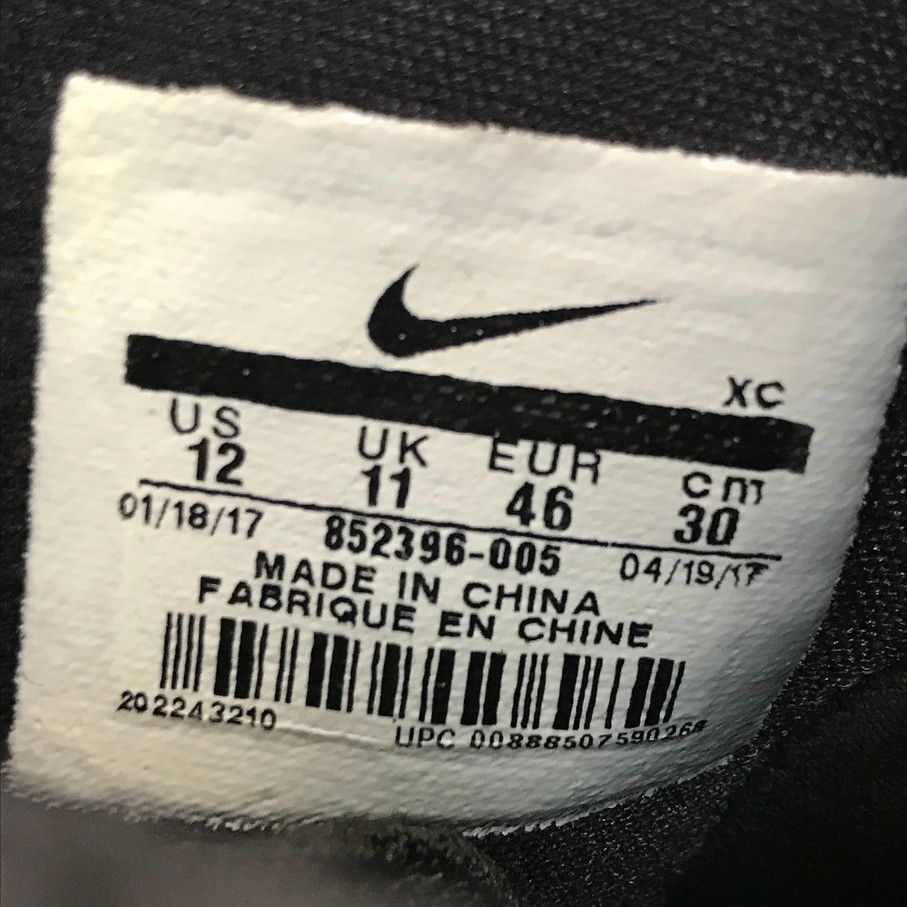 XC
US UK EUR cm
12 11 46 30
01/18/17 852396-005 04/19/17
MADE IN CHINA
FABRIQUE EN CHINE
202243210
UPC 00888507590268